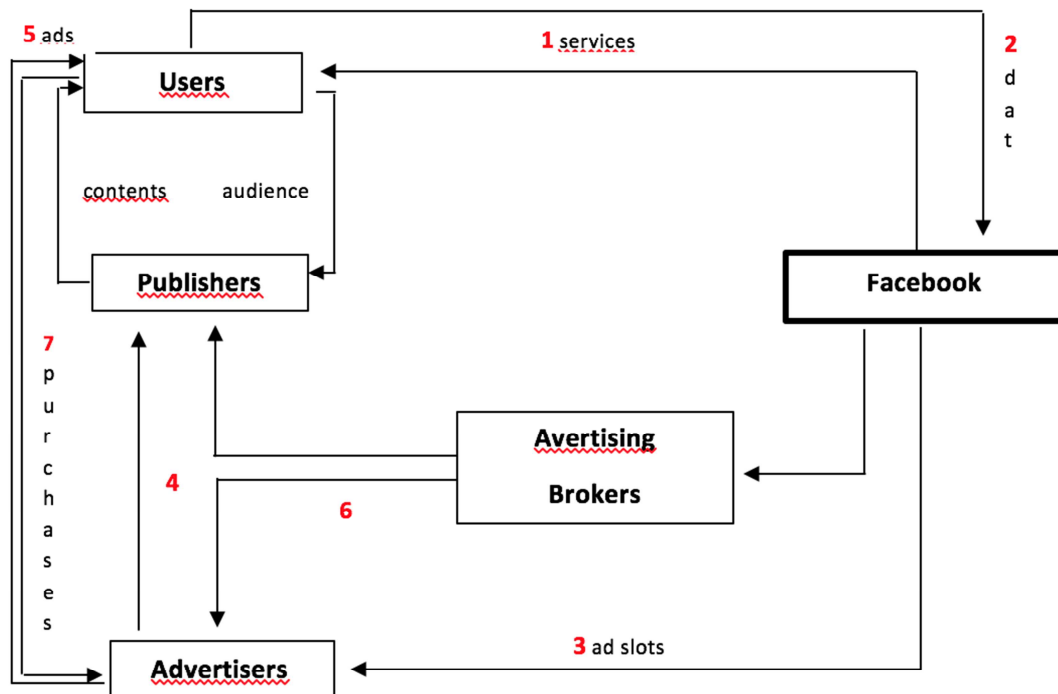 5 ads
1 services
2
d
a
t
Users
contents audience
Publishers
Facebook
7
p
u
r
c
h
a
s
e
s
4
Avertising
Brokers
6
3 ad slots
Advertisers